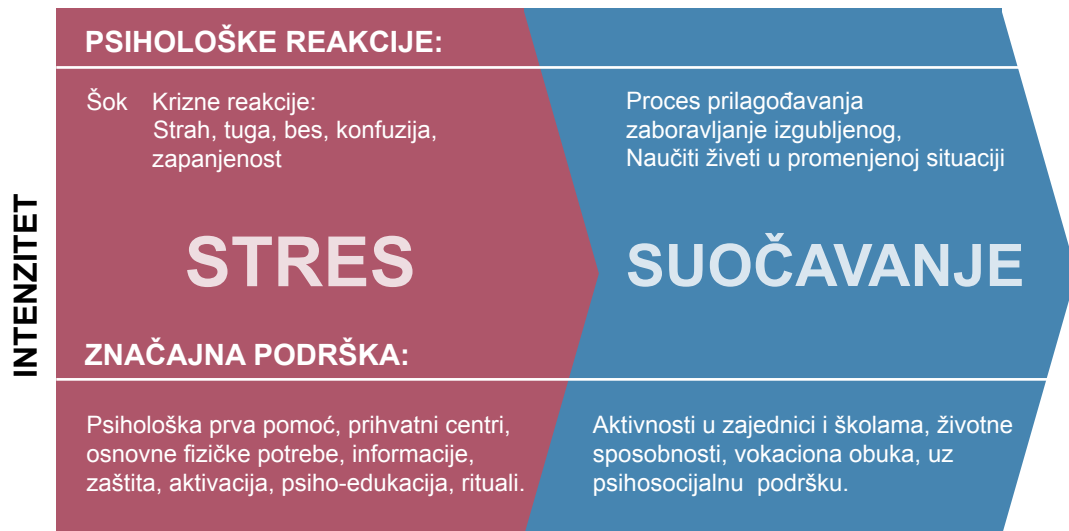 PSIHOLOŠKE REAKCIJE:
Šok Krizne reakcije:
Strah, tuga, bes, konfuzija,
zapanjenost
Proces prilagođavanja
zaboravljanje izgubljenog,
Naučiti živeti u promenjenoj situaciji
INTENZITET
STRES
SUOČAVANJE
ZNAČAJNA PODRŠKA:
Psihološka prva pomoć, prihvatni centri,
osnovne fizičke potrebe, informacije,
zaštita, aktivacija, psiho-edukacija, rituali.
Aktivnosti u zajednici i školama, životne
sposobnosti, vokaciona obuka, uz
psihosocijalnu podršku.